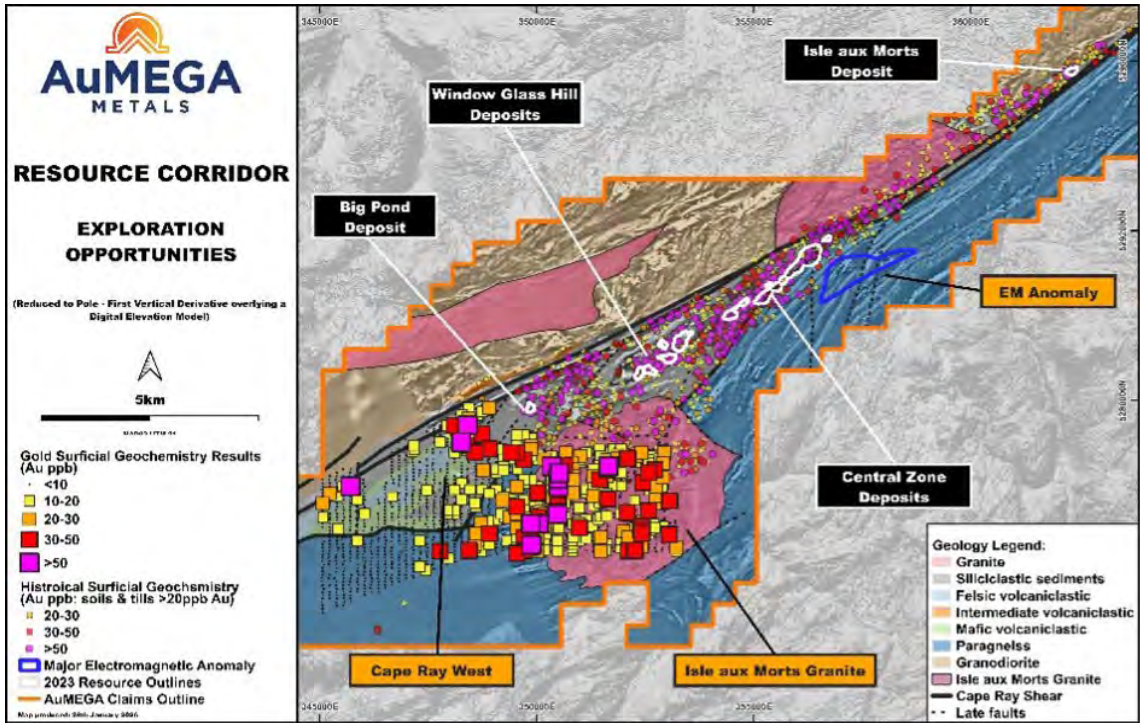 AuMEGA
METALS
RESOURCE CORRIDOR
EXPLORATION
OPPORTUNITIES
(Reduced to Pole - First Vertical Derivative overlying a
Digital Elevation Model)
5km
Gold Surficial Geochemistry Results
(Au ppb)
<10
10-20
20-30
30-50
>50
Histroical Surficial Geochsmistry
(Au ppb: soils & tills >20ppb Au)
20-30
30-50
>50
Major Electromagnetic Anomaly
2023 Resource Outlines
AuMEGA Claims Outline
345000E
350000E
355000E
360000E
Isle aux Morts
Deposit
Window Glass Hill
Deposits
Big Pond
Deposit
EM Anomaly
Central Zone
Deposits
Cape Ray West
Isle aux Morts Granite
345000E
350000E
355000E
Geology Legend:
Granite
Siliciclastic sediments
Felsic volcaniclastic
Intermediate volcaniclastic
Mafic volcaniclastic
Paragneiss
Granodiorite
Isle aux Morts Granite
Cape Ray Shear
Late faults